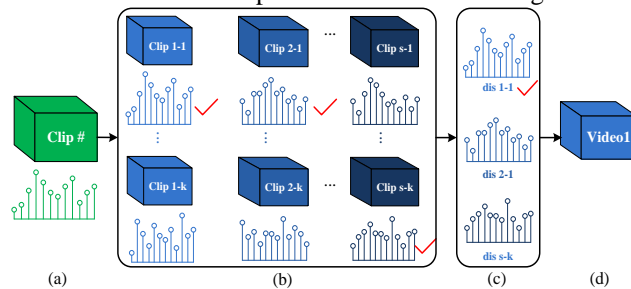 Clip #
Clip 1-1
Clip 2-1
...
Clip s-1
Clip 1-k
Clip 2-k
...
Clip s-k
dis 1-1
dis 2-1
dis s-k
Video1
(a)
(b)
(c)
(d)